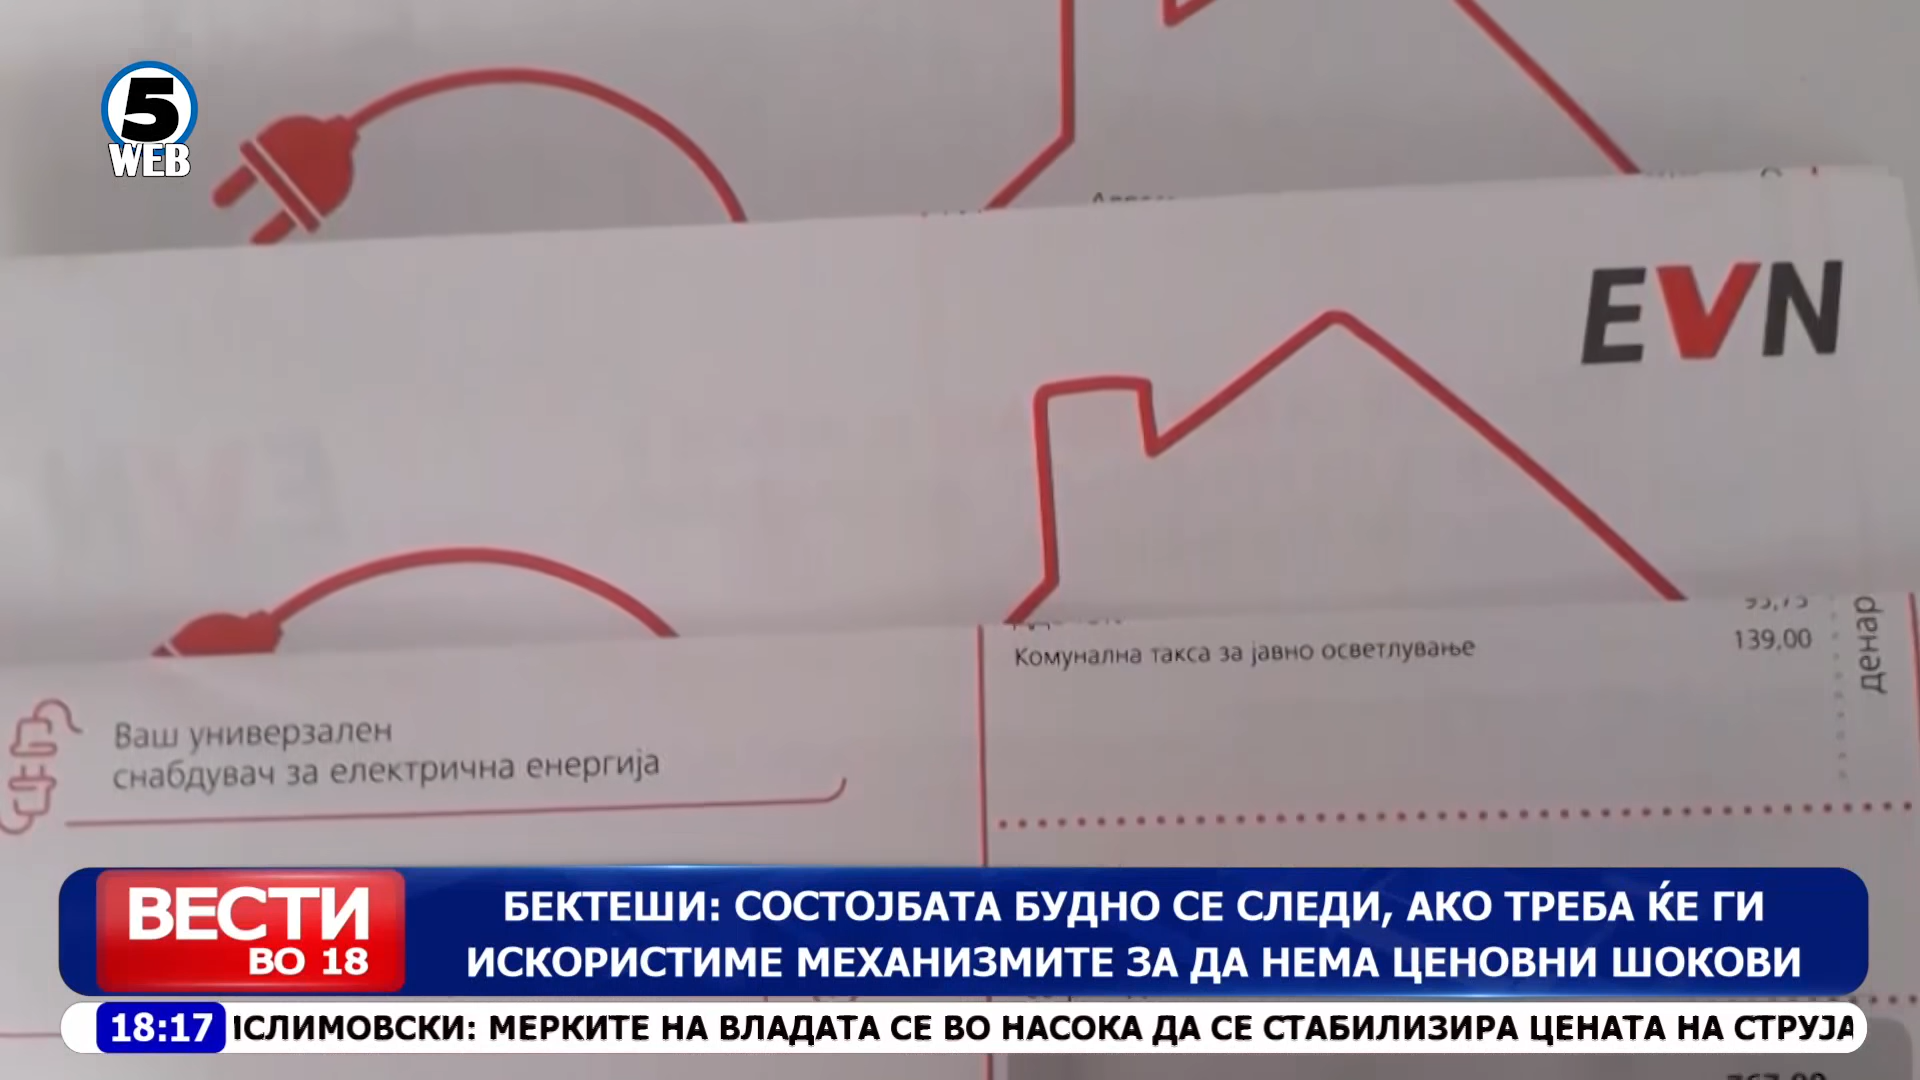 5
WEB
EVN
139,00
денар
Комунална такса за јавно осветлување
Ваш универзален
снабдувач за електрична енергија
ВЕСТИ
ВО 18
БЕКТЕШИ: СОСТОЈБАТА БУДНО СЕ СЛЕДИ, АКО ТРЕБА ЌЕ ГИ
ИСКОРИСТИМЕ МЕХАНИЗМИТЕ ЗА ДА НЕМА ЦЕНОВНИ ШОКОВИ
18:17 ИСЛИМОВСКИ: МЕРКИТЕ НА ВЛАДАТА СЕ ВО НАСОКА ДА СЕ СТАБИЛИЗИРА ЦЕНАТА НА СТРУЈА